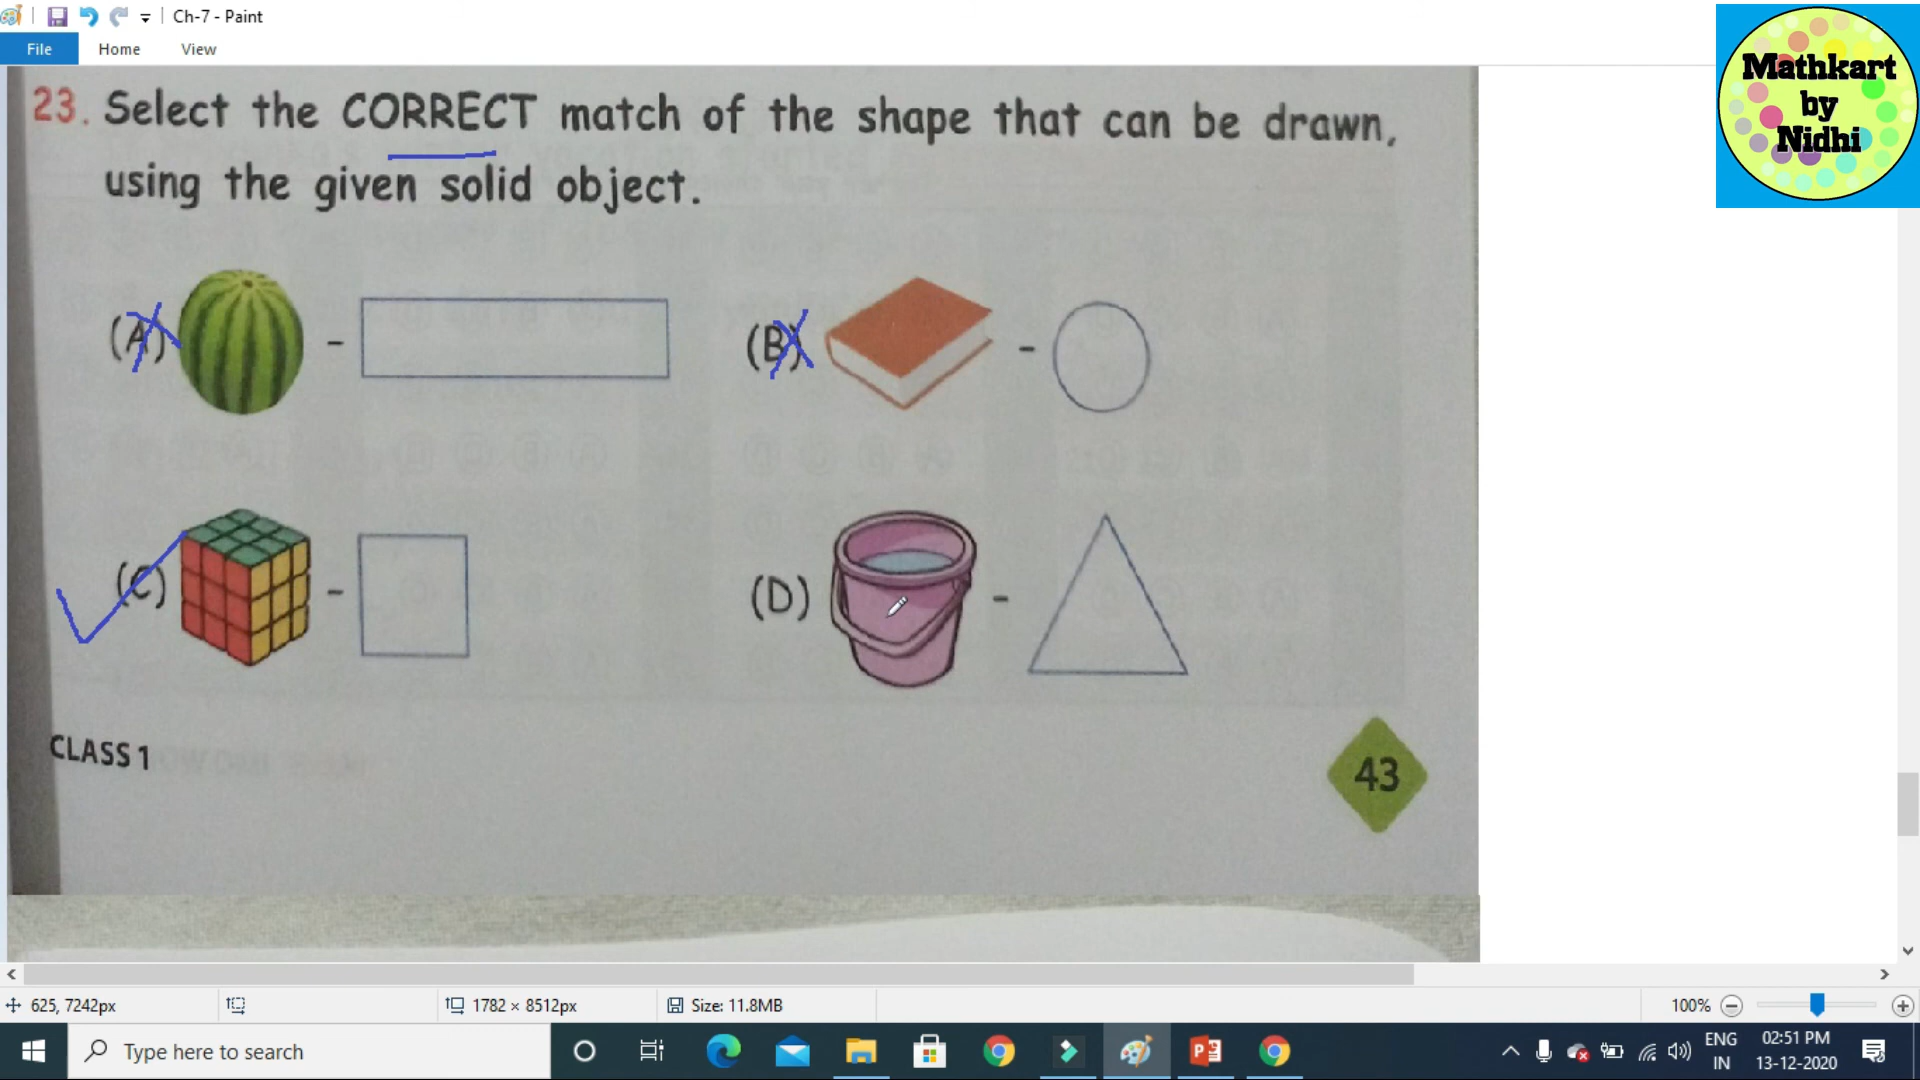 Ch-7 - Paint
File Home View
Mathkart
by
Nidhi
23. Select the CORRECT match of the shape that can be drawn,
using the given solid object.
(A) - (B) -
(C) - (D) -
CLASS 1
43
625, 7242px 1782 × 8512px Size: 11.8MB 100%
Type here to search
ENG 02:51 PM
IN 13-12-2020